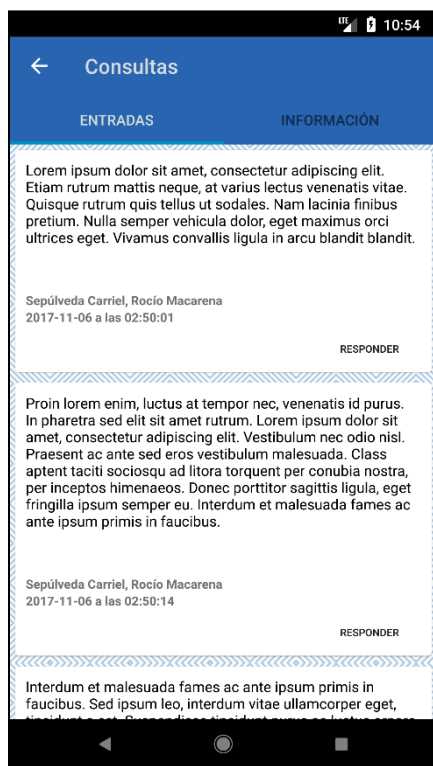 LTE 10:54
Consultas
ENTRADAS INFORMACIÓN
Lorem ipsum dolor sit amet, consectetur adipiscing elit.
Etiam rutrum mattis neque, at varius lectus venenatis vitae.
Quisque rutrum quis tellus ut sodales. Nam lacinia finibus
pretium. Nulla semper vehicula dolor, eget maximus orci
ultrices eget. Vivamus convallis ligula in arcu blandit blandit.
Sepúlveda Carriel, Rocío Macarena
2017-11-06 a las 02:50:01
RESPONDER
Proin lorem enim, luctus at tempor nec, venenatis id purus.
In pharetra sed elit sit amet rutrum. Lorem ipsum dolor sit
amet, consectetur adipiscing elit. Vestibulum nec odio nisl.
Praesent ac ante sed eros vestibulum malesuada. Class
aptent taciti sociosqu ad litora torquent per conubia nostra,
per inceptos himenaeos. Donec porttitor sagittis ligula, eget
fringilla ipsum semper eu. Interdum et malesuada fames ac
ante ipsum primis in faucibus.
Sepúlveda Carriel, Rocío Macarena
2017-11-06 a las 02:50:14
RESPONDER
Interdum et malesuada fames ac ante ipsum primis in
faucibus. Sed ipsum leo, interdum vitae ullamcorper eget,